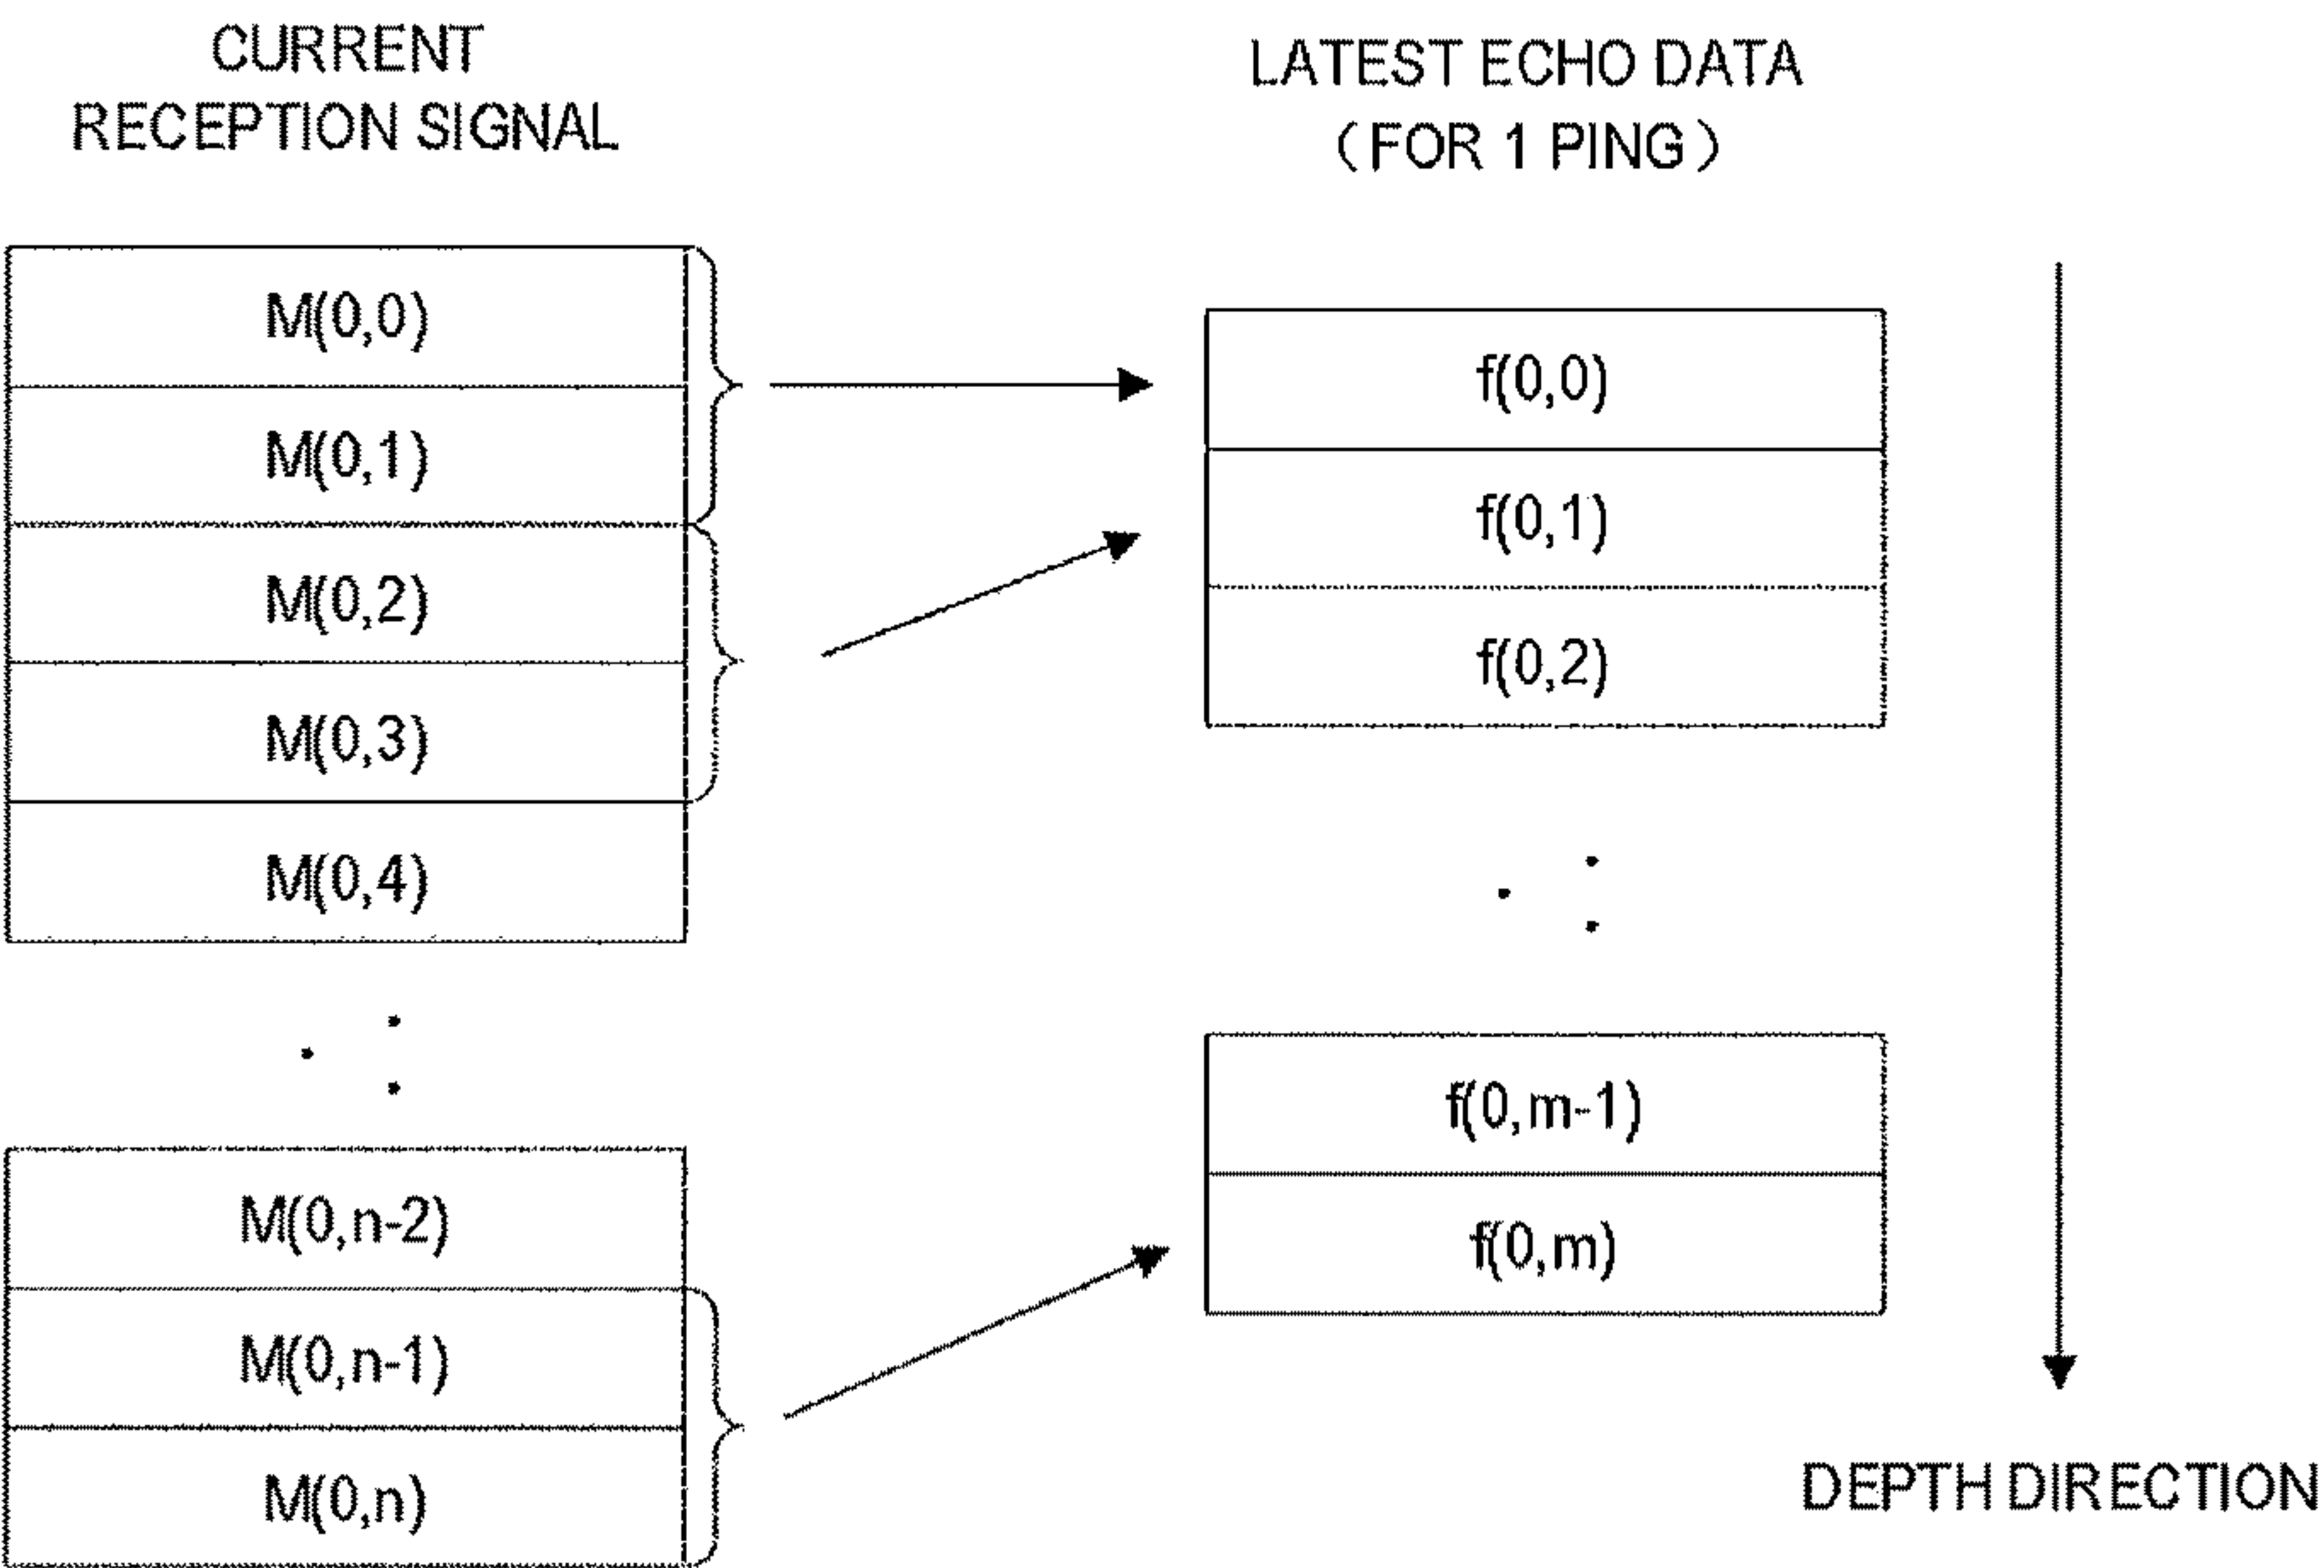 CURRENT
RECEPTION SIGNAL
LATEST ECHO DATA
(FOR 1 PING)
M(0,0)
M(0,1)
M(0,2)
M(0,3)
M(0,4)
M(0,n-2)
M(0,n-1)
M(0,n)
f(0,0)
f(0,1)
f(0,2)
f(0,m-1)
f(0,m)
DEPTH DIRECTION